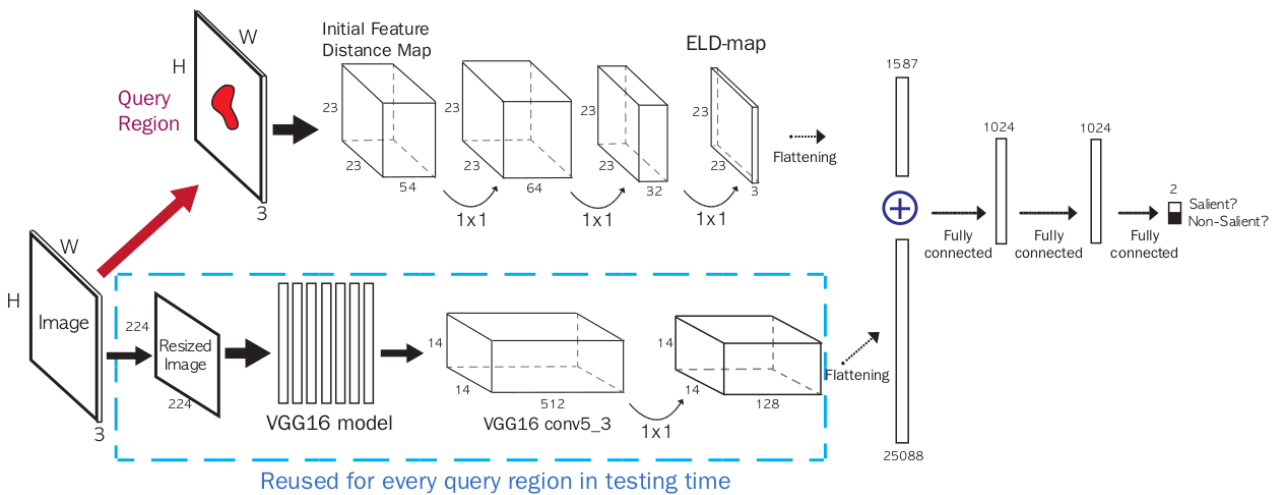 W
H
Query
Region
3
Initial Feature
Distance Map
23
23
54
1x1
23
23
64
1x1
23
23
32
1x1
ELD-map
23
23
3
Flattening
1587
1024
1024
2
Salient?
Non-Salient?
Fully
connected
Fully
connected
Fully
connected
W
H
Image
3
224
Resized
Image
224
VGG16 model
14
14
512
VGG16 conv5_3
1x1
14
14
128
Flattening
25088
Reused for every query region in testing time